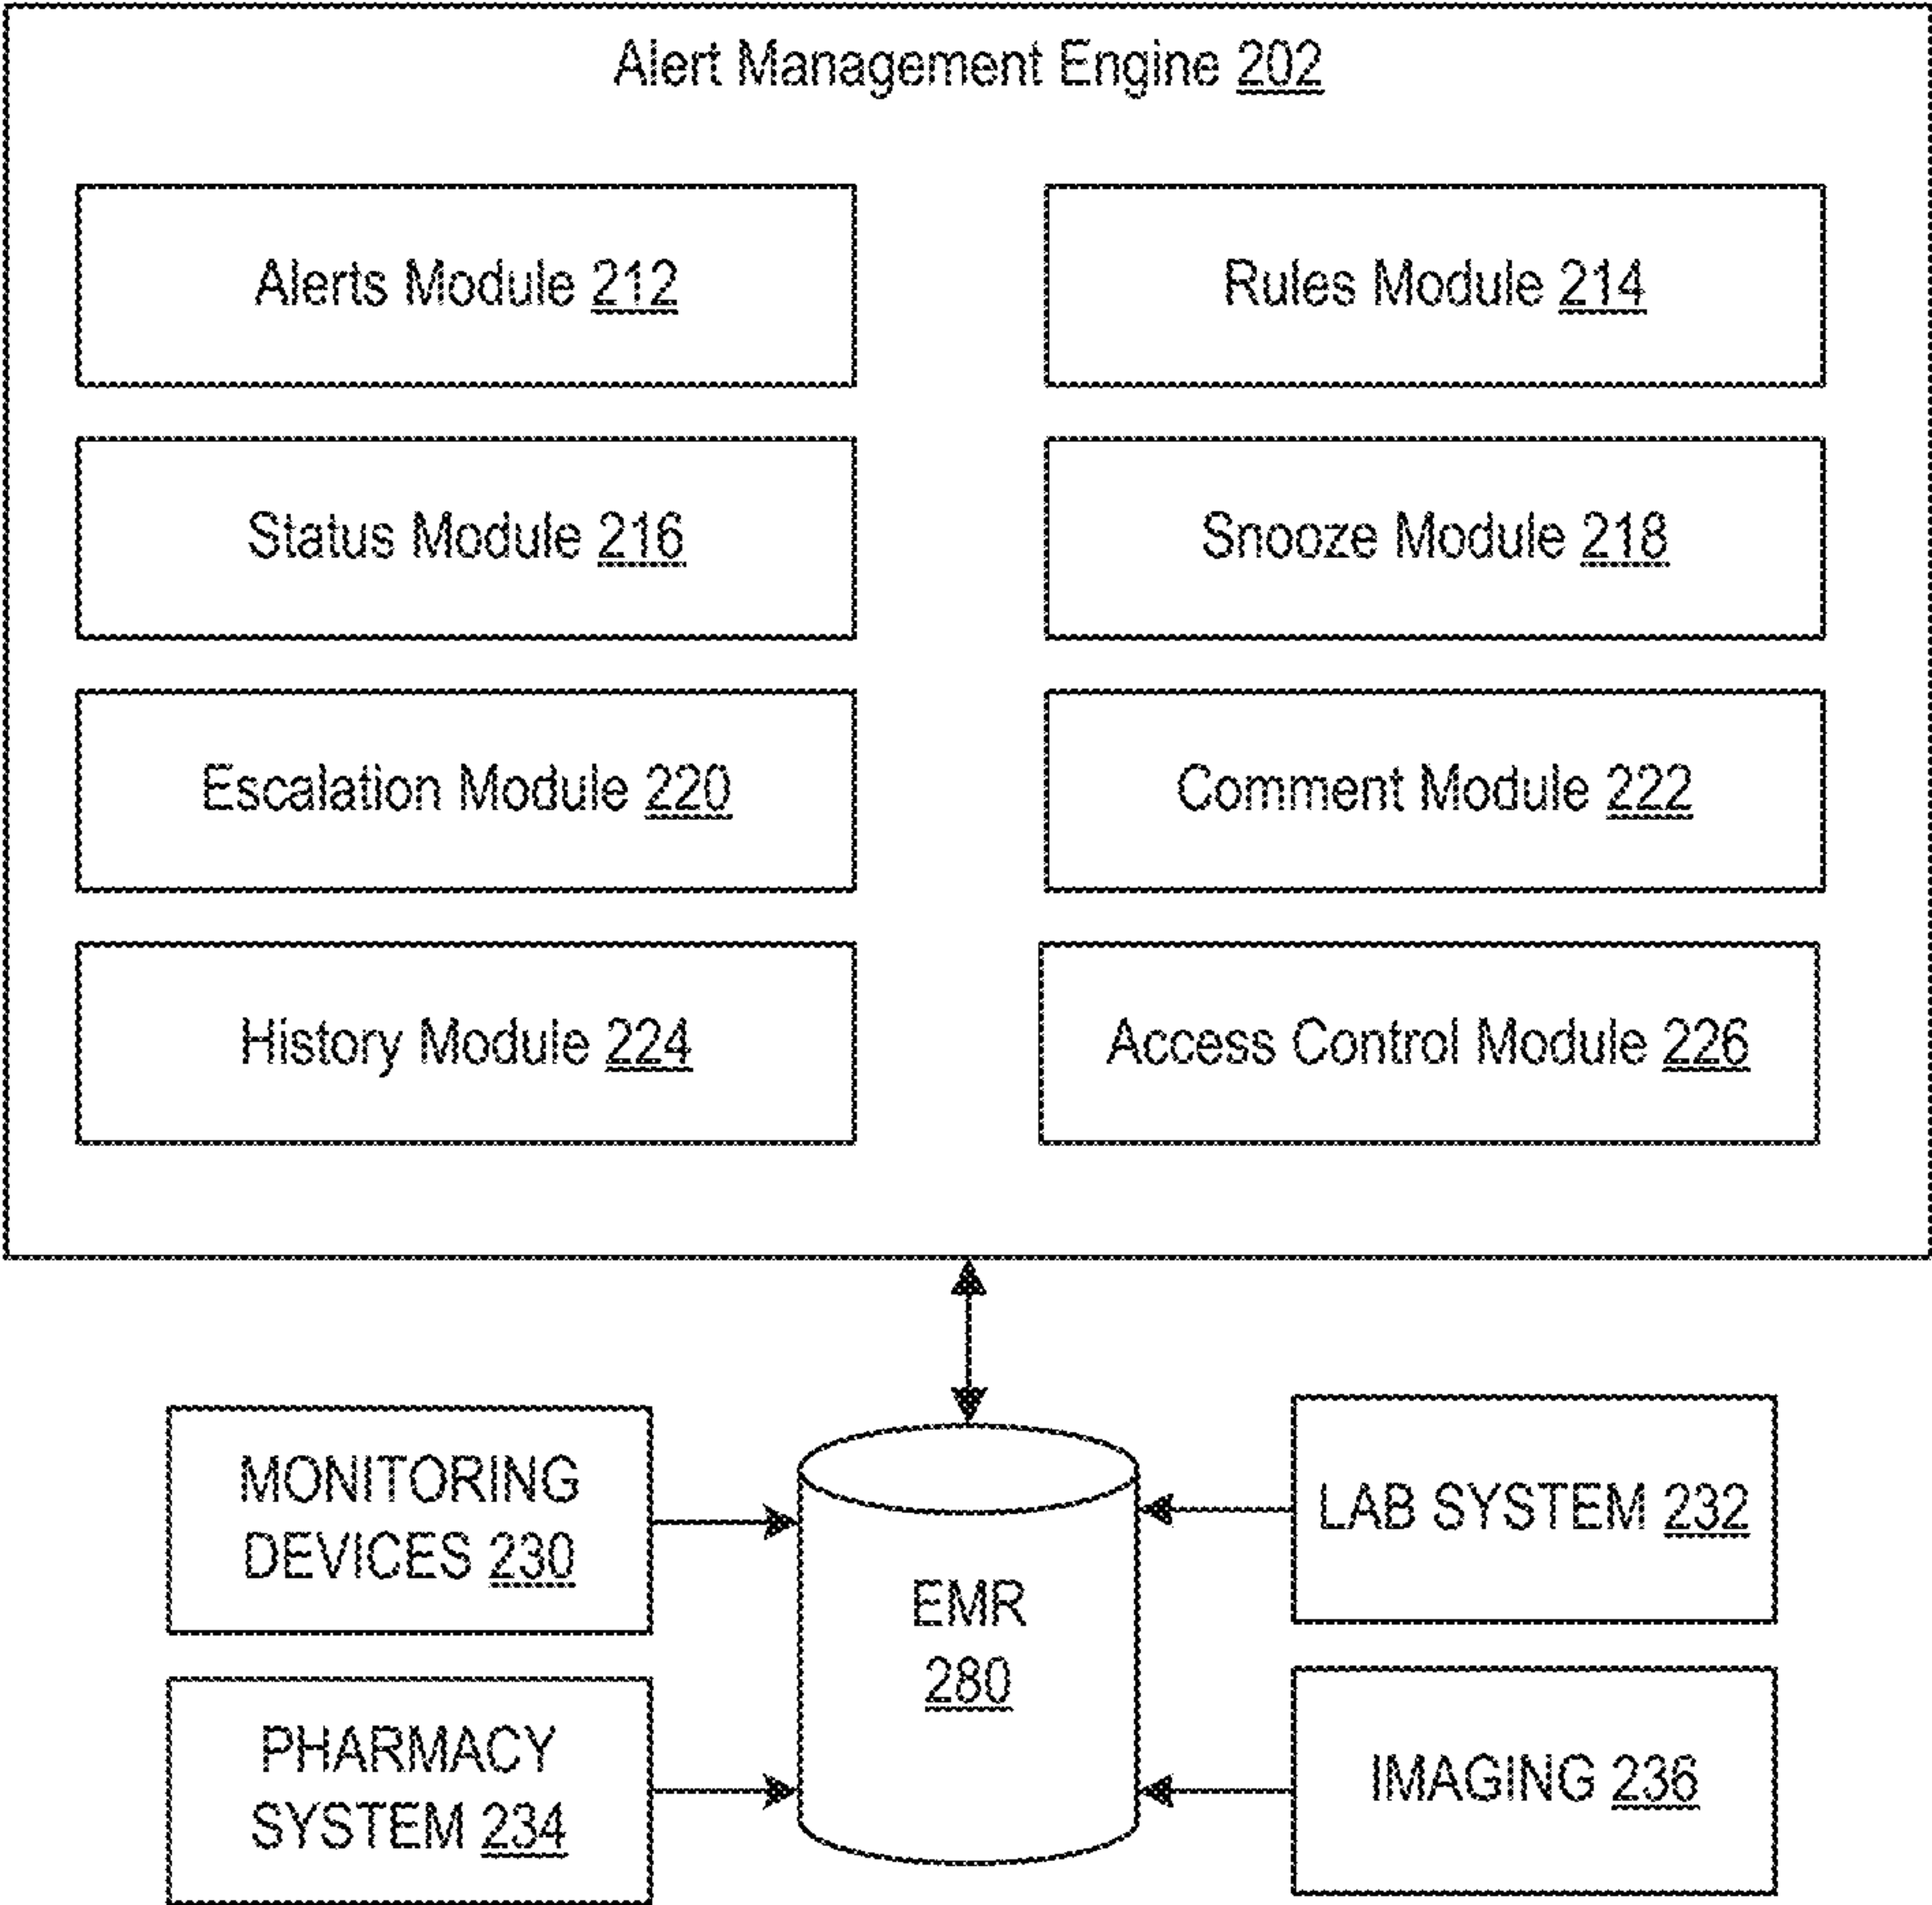 Alert Management Engine 202
Alerts Module 212
Rules Module 214
Status Module 216
Snooze Module 218
Escalation Module 220
Comment Module 222
History Module 224
Access Control Module 226
MONITORING
DEVICES 230
LAB SYSTEM 232
EMR
280
PHARMACY
SYSTEM 234
IMAGING 236